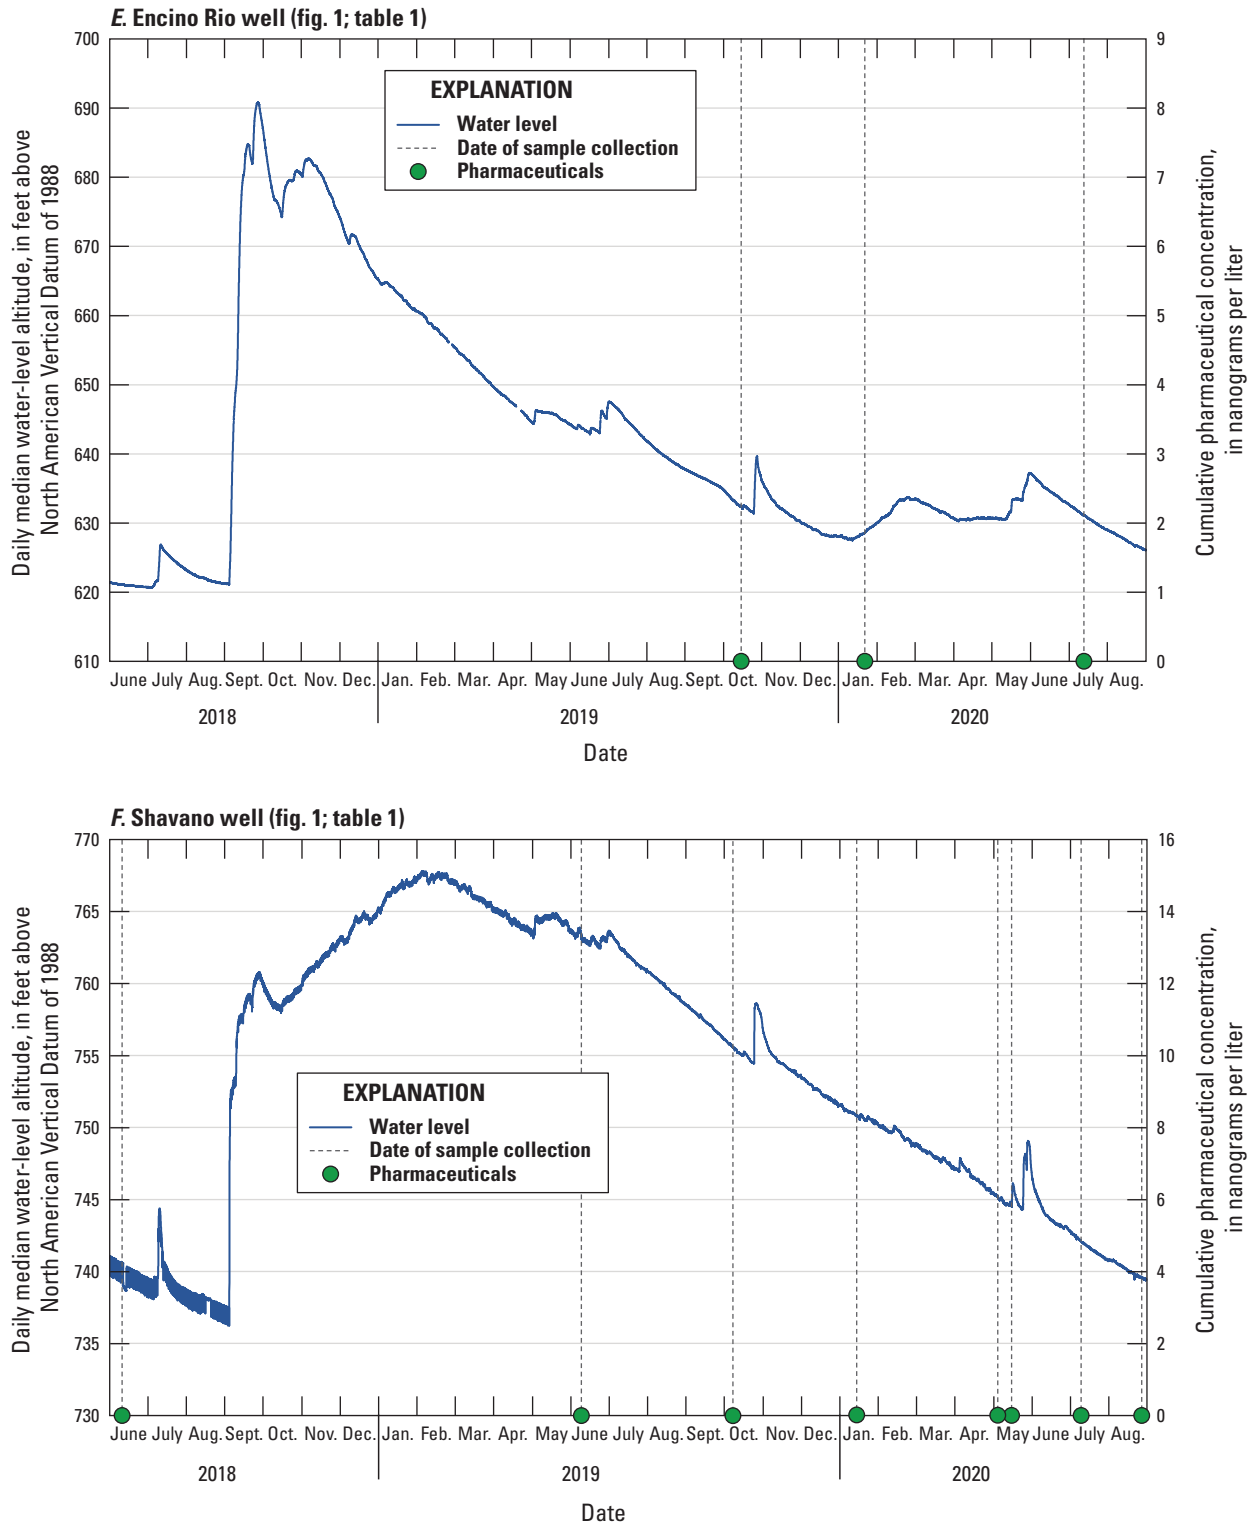 E. Encino Rio well (fig. 1; table 1)
Daily median water-level altitude, in feet above
North American Vertical Datum of 1988
700
690
680
670
660
650
640
630
620
610
EXPLANATION
Water level
Date of sample collection
Pharmaceuticals
9
8
7
6
5
4
3
2
1
0
Cumulative pharmaceutical concentration,
in nanograms per liter
June July Aug. Sept. Oct. Nov. Dec. Jan. Feb. Mar. Apr. May June July Aug. Sept. Oct. Nov. Dec. Jan. Feb. Mar. Apr. May June July Aug.
2018 2019 2020
Date
F. Shavano well (fig. 1; table 1)
Daily median water-level altitude, in feet above
North American Vertical Datum of 1988
770
765
760
755
750
745
740
735
730
EXPLANATION
Water level
Date of sample collection
Pharmaceuticals
16
14
12
10
8
6
4
2
0
Cumulative pharmaceutical concentration,
in nanograms per liter
June July Aug. Sept. Oct. Nov. Dec. Jan. Feb. Mar. Apr. May June July Aug. Sept. Oct. Nov. Dec. Jan. Feb. Mar. Apr. May June July Aug.
2018 2019 2020
Date